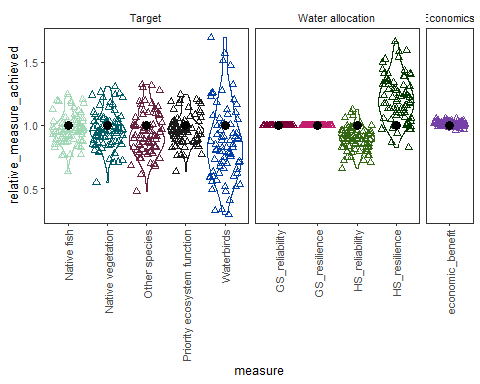 Target
Water allocation
Economics
relative_measure_achieved
1.5
1.0
0.5
Native fish
Native vegetation
Other species
Priority ecosystem function
Waterbirds
GS_reliability
GS_resilience
HS_reliability
HS_resilience
economic_benefit
measure